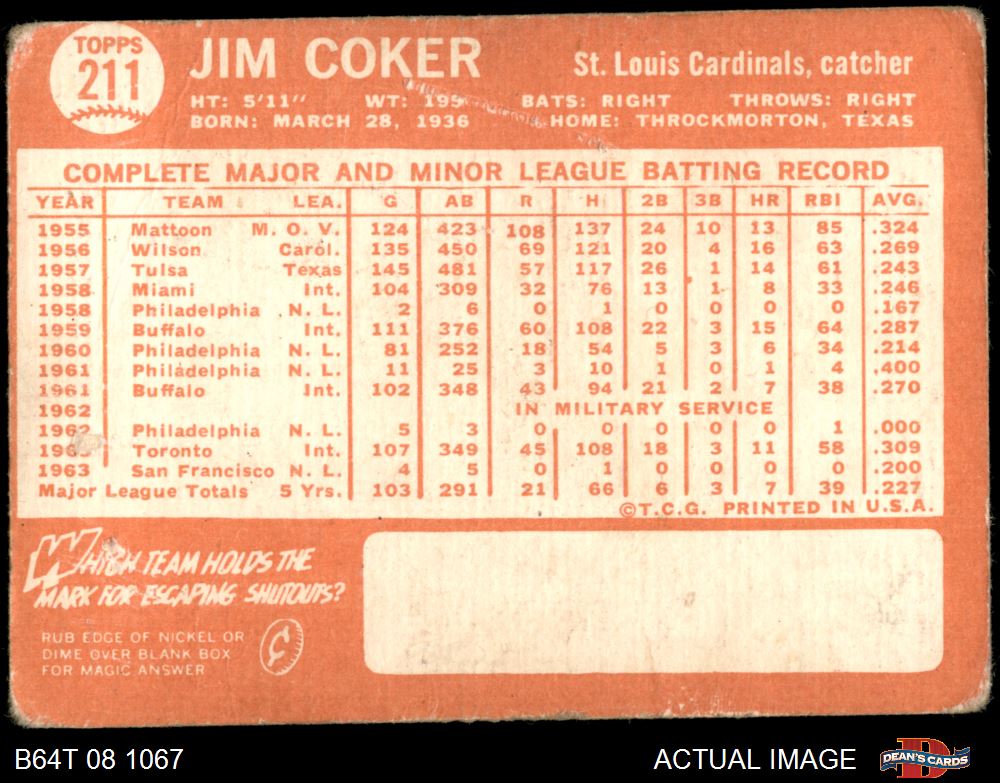 TOPPS
211
JIM COKER
St. Louis Cardinals, catcher
HT: 5'11" WT: 195 BATS: RIGHT THROWS: RIGHT
BORN: MARCH 28, 1936 HOME: THROCKMORTON, TEXAS
COMPLETE MAJOR AND MINOR LEAGUE BATTING RECORD
YEAR TEAM LEA. G AB R H 2B 3B HR RBI AVG.
1955 Mattoon M. O. V. 124 423 108 137 24 10 13 85 .324
1956 Wilson Carol. 135 450 69 121 20 4 16 63 .269
1957 Tulsa Texas 145 481 57 117 26 1 14 61 .243
1958 Miami Int. 104 309 32 76 13 1 8 33 .246
1958 Philadelphia N. L. 2 6 0 1 0 0 0 0 .167
1959 Buffalo Int. 111 376 60 108 22 3 15 64 .287
1960 Philadelphia N. L. 81 252 18 54 5 3 6 34 .214
1961 Philadelphia N. L. 11 25 3 10 1 0 1 4 .400
1961 Buffalo Int. 102 348 43 94 21 2 7 38 .270
1962 IN MILITARY SERVICE
1962 Philadelphia N. L. 5 3 0 0 0 0 0 1 .000
Toronto Int. 107 349 45 108 18 3 11 58 .309
1963 San Francisco N. L. 4 5 0 1 0 0 0 0 .200
Major League Totals 5 Yrs. 103 291 21 66 6 3 7 39 .227
©T.C.G. PRINTED IN U.S.A.
WHICH TEAM HOLDS THE
MARK FOR ESCAPING SHUTOUTS?
RUB EDGE OF NICKEL OR
DIME OVER BLANK BOX
FOR MAGIC ANSWER
¢
B64T 08 1067 ACTUAL IMAGE DEAN'S CARDS